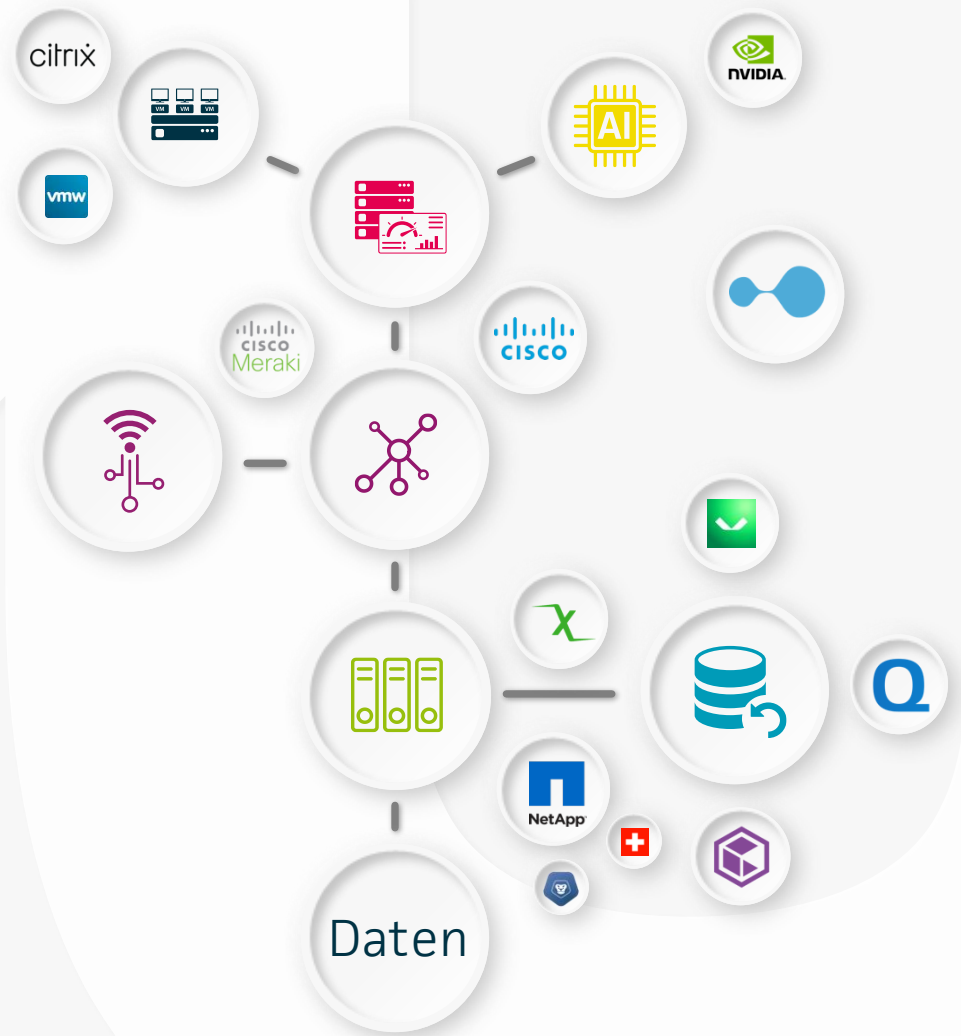 citrix
VM VM VM
vmw
AI
NVIDIA.
CISCO
Meraki
CISCO
X
Q
NetApp
Daten